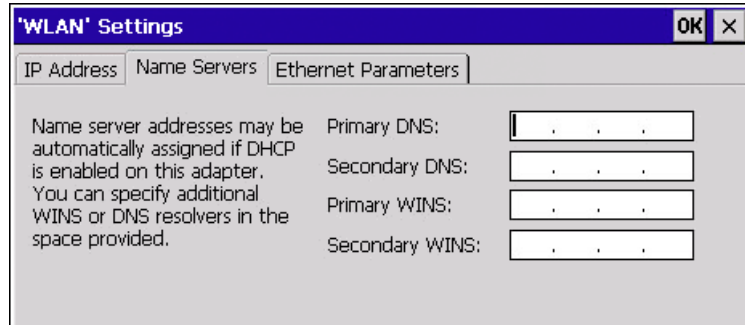 'WLAN' Settings OK ×
IP Address Name Servers Ethernet Parameters
Name server addresses may be
automatically assigned if DHCP
is enabled on this adapter.
You can specify additional
WINS or DNS resolvers in the
space provided.
Primary DNS: . . .
Secondary DNS: . . .
Primary WINS: . . .
Secondary WINS: . . .